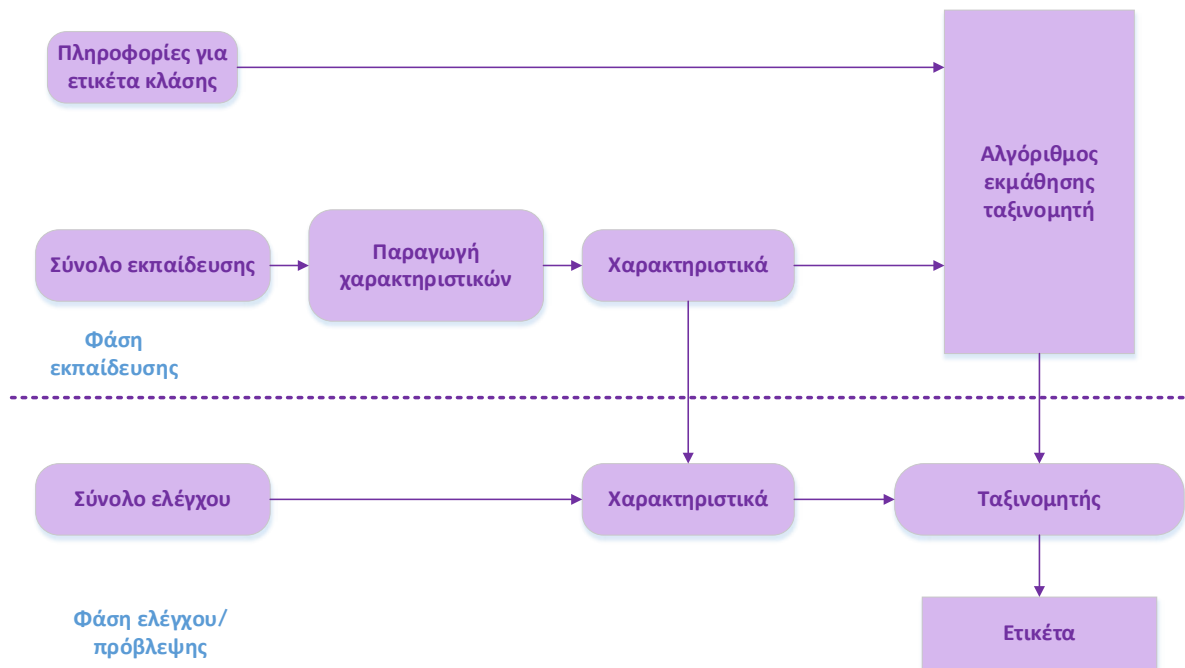 Πληροφορίες για
ετικέτα κλάσης
Αλγόριθμος
εκμάθησης
ταξινομητή
Σύνολο εκπαίδευσης
Παραγωγή
χαρακτηριστικών
Χαρακτηριστικά
Φάση
εκπαίδευσης
Σύνολο ελέγχου
Χαρακτηριστικά
Ταξινομητής
Φάση ελέγχου/
πρόβλεψης
Ετικέτα